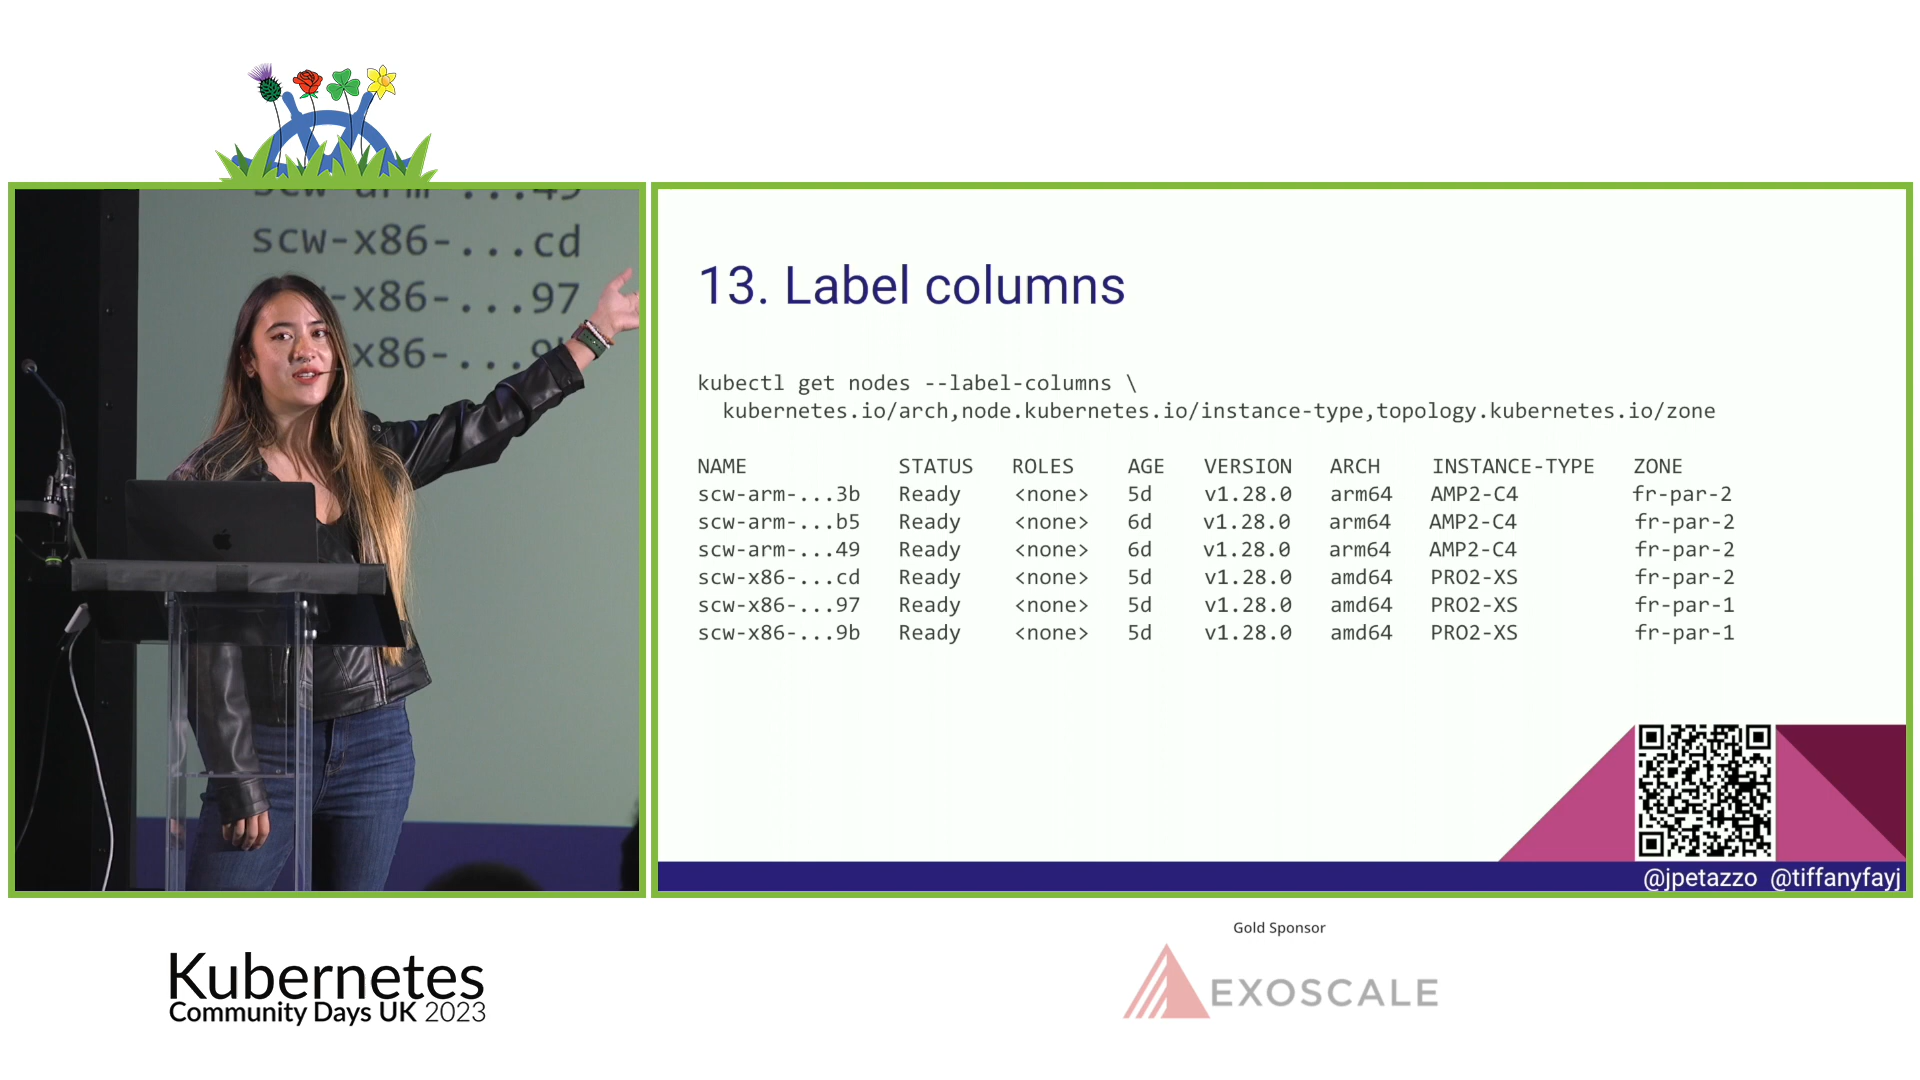 scw-arm-...49
scw-x86-...cd
-x86-...97
x86-...9
13. Label columns
kubectl get nodes --label-columns \
kubernetes.io/arch,node.kubernetes.io/instance-type,topology.kubernetes.io/zone
NAME STATUS ROLES AGE VERSION ARCH INSTANCE-TYPE ZONE
scw-arm-...3b Ready <none> 5d v1.28.0 arm64 AMP2-C4 fr-par-2
scw-arm-...b5 Ready <none> 6d v1.28.0 arm64 AMP2-C4 fr-par-2
scw-arm-...49 Ready <none> 6d v1.28.0 arm64 AMP2-C4 fr-par-2
scw-x86-...cd Ready <none> 5d v1.28.0 amd64 PRO2-XS fr-par-2
scw-x86-...97 Ready <none> 5d v1.28.0 amd64 PRO2-XS fr-par-1
scw-x86-...9b Ready <none> 5d v1.28.0 amd64 PRO2-XS fr-par-1
@jpetazzo @tiffanyfayj
Kubernetes
Community Days UK 2023
Gold Sponsor
EXOSCALE